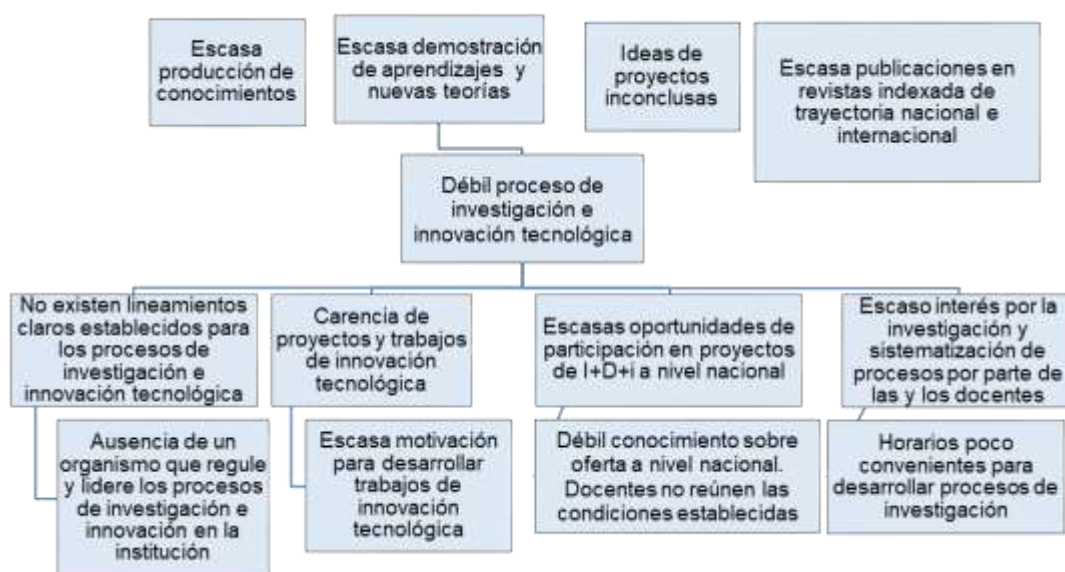 Escasa
producción de
conocimientos
Escasa demostración
de aprendizajes y
nuevas teorías
Ideas de
proyectos
inconclusas
Escasa publicaciones en
revistas indexada de
trayectoria nacional e
internacional
Débil proceso de
investigación e
innovación tecnológica
No existen lineamientos
claros establecidos para
los procesos de
investigación e
innovación tecnológica
Carencia de
proyectos y trabajos
de innovación
tecnológica
Escasas oportunidades de
participación en proyectos
de I+D+i a nivel nacional
Escaso interés por la
investigación y
sistematización de
procesos por parte de
las y los docentes
Ausencia de un
organismo que regule
y lidere los procesos
de investigación e
innovación en la
institución
Escasa motivación
para desarrollar
trabajos de
innovación
tecnológica
Débil conocimiento sobre
oferta a nivel nacional.
Docentes no reúnen las
condiciones establecidas
Horarios poco
convenientes para
desarrollar procesos de
investigación